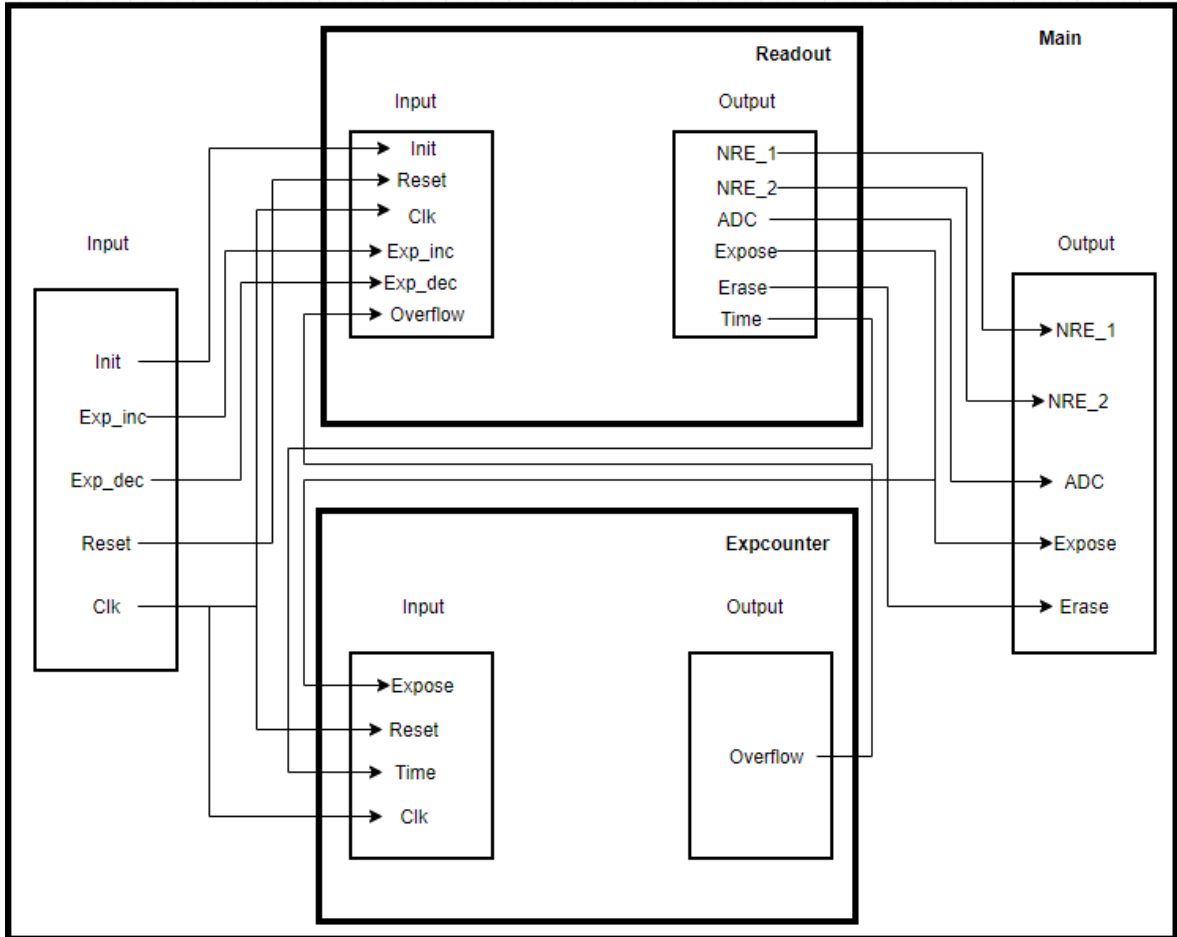 Main
Readout
Input
Output
Init
Reset
Clk
Exp_inc
Exp_dec
Overflow
NRE_1
NRE_2
ADC
Expose
Erase
Time
Input
Init
Exp_inc
Exp_dec
Reset
Clk
Output
NRE_1
NRE_2
ADC
Expose
Erase
Expcounter
Input
Output
Expose
Reset
Time
Clk
Overflow